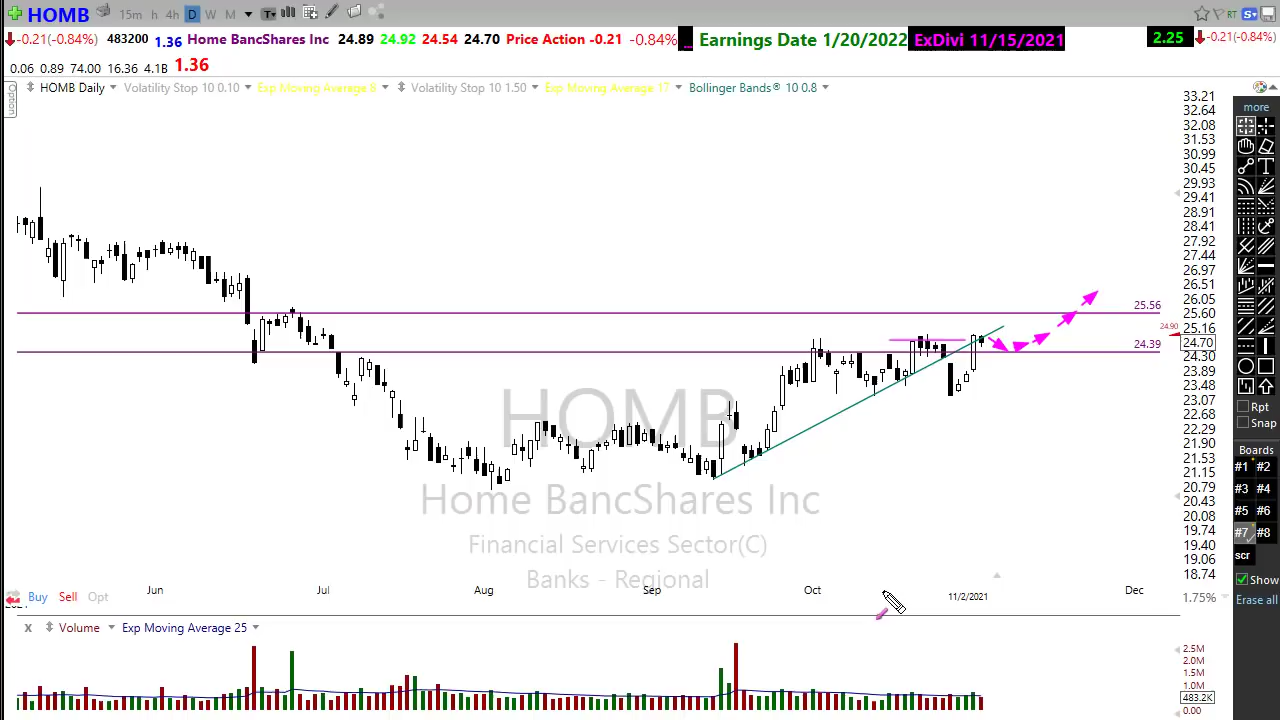 HOMB 15m h 4h D W M T RT S
-0.21(-0.84%) 483200 1.36 Home BancShares Inc 24.89 24.92 24.54 24.70 Price Action -0.21 -0.84% ... Earnings Date 1/20/2022 ExDivi 11/15/2021 2.25 -0.21(-0.84%)
0.06 0.89 74.00 16.36 4.1B 1.36
Option
HOMB Daily Volatility Stop 10 0.10 Exp Moving Average 8 Volatility Stop 10 1.50 Exp Moving Average 17 Bollinger Bands® 10 0.8
33.21
32.64
32.08
31.53
30.99
30.45
29.93
29.41
28.91
28.41
27.92
27.44
26.97
26.51
26.05
25.60
25.16
24.70
24.30
23.89
23.48
23.07
22.68
22.29
21.90
21.53
21.15
20.79
20.43
20.08
19.74
19.40
19.06
18.74
25.56
24.90
24.39
HOMB
Home BancShares Inc
Financial Services Sector(C)
Banks - Regional
Jun Jul Aug Sep Oct 11/2/2021 Dec
Buy Sell Opt 1.75%
X Volume Exp Moving Average 25
2.5M
2.0M
1.5M
1.0M
483.2K
0.00
more
T
Rpt
Snap
Boards
#1 #2
#3 #4
#5 #6
#7 #8
scr
Show
Erase all